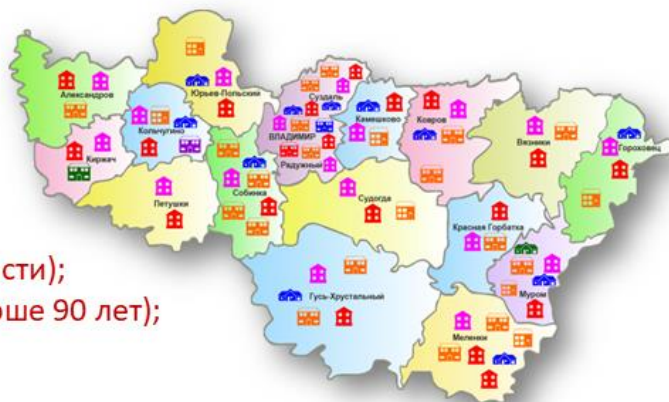 Александров
Юрьев-Польский
Кольчугино
Киржач
Петушки
Собинка
Суздаль
ВЛАДИМИР
Радужный
Камешково
Ковров
Вязники
Гороховец
Судогда
Красная Горбатка
Гусь-Хрустальный
Муром
Меленки
сти);
рше 90 лет);